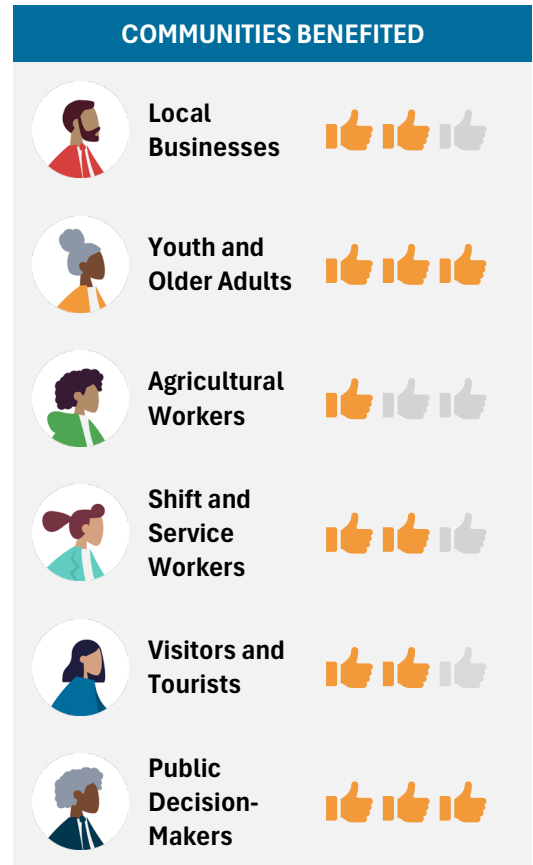 COMMUNITIES BENEFITED
Local
Businesses
Youth and
Older Adults
Agricultural
Workers
Shift and
Service
Workers
Visitors and
Tourists
Public
Decision-
Makers